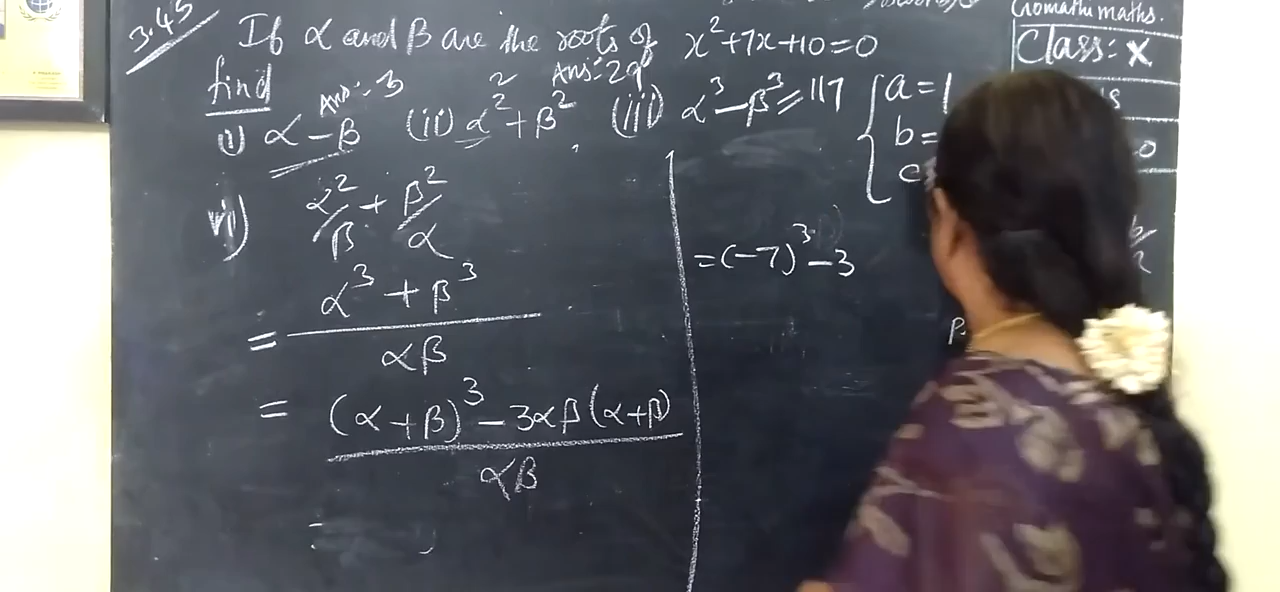 3.45
If α and β are the roots of x²+7x+10=0
find
Ans: 3
Ans: 29
i) α-β (ii) α²+β² (iii) α³-β³ = 117
a=1
b=
c
vi) α²/β + β²/α
= α³+β³ / αβ
= (α+β)³-3αβ(α+β) / αβ
=
=(-7)³-3
Gomathi maths.
Class: X